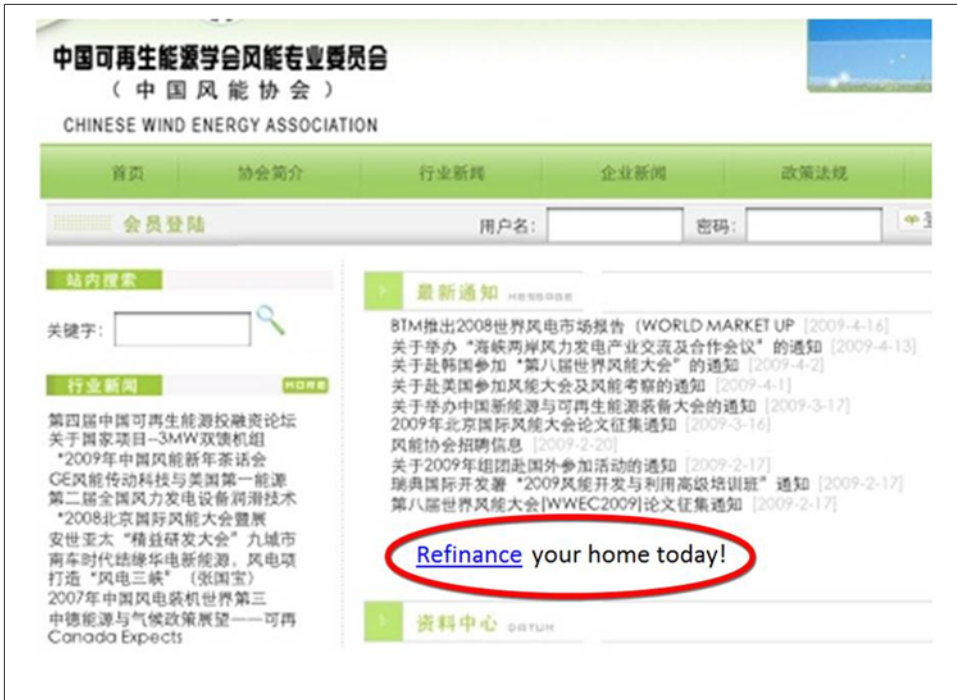 中国可再生能源学会风能专业委员会
（中国风能协会）
CHINESE WIND ENERGY ASSOCIATION
首页 协会简介 行业新闻 企业新闻 政策法规
会员登陆 用户名: 密码:
站内搜索
关键字:
行业新闻 MORE
第四届中国可再生能源投融资论坛
关于国家项目--3MW双馈机组
*2009年中国风能新年茶话会
GE风能传动科技与美国第一能源
第二届全国风力发电设备润滑技术
*2008北京国际风能大会暨展
安世亚太“精益研发大会”九城市
南车时代结缘华电新能源，风电项
打造“风电三峡”（张国宝）
2007年中国风电装机世界第三
中德能源与气候政策展望——可再
Canada Expects
最新通知 MESSAGE
BTM推出2008世界风电市场报告（WORLD MARKET UP [2009-4-16]
关于举办“海峡两岸风力发电产业交流及合作会议”的通知 [2009-4-13]
关于赴韩国参加“第八届世界风能大会”的通知 [2009-4-2]
关于赴美国参加风能大会及风能考察的通知 [2009-4-1]
关于举办中国新能源与可再生能源装备大会的通知 [2009-3-17]
2009年北京国际风能大会论文征集通知 [2009-3-16]
风能协会招聘信息 [2009-2-20]
关于2009年组团赴国外参加活动的通知 [2009-2-17]
瑞典国际开发署“2009风能开发与利用高级培训班”通知 [2009-2-17]
第八届世界风能大会[WWEC2009]论文征集通知 [2009-2-17]
Refinance your home today!
资料中心 DATUM